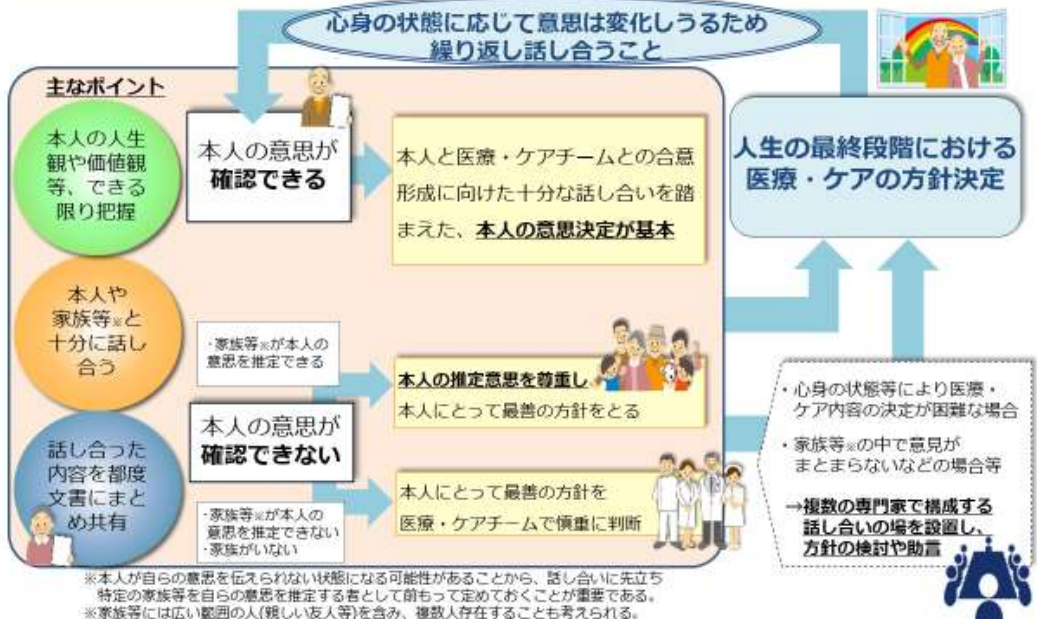 心身の状態に応じて意思は変化しうるため
繰り返し話し合うこと
主なポイント
本人の人生
観や価値観
等、できる
限り把握
本人や
家族等※と
十分に話し
合う
話し合った
内容を都度
文書にまと
め共有
本人の意思が
確認できる
本人と医療・ケアチームとの合意
形成に向けた十分な話し合いを踏
まえた、本人の意思決定が基本
・家族等※が本人の
意思を推定できる
本人の意思が
確認できない
・家族等※が本人の
意思を推定できない
・家族がいない
本人の推定意思を尊重し、
本人にとって最善の方針をとる
本人にとって最善の方針を
医療・ケアチームで慎重に判断
人生の最終段階における
医療・ケアの方針決定
・心身の状態等により医療・
ケア内容の決定が困難な場合
・家族等※の中で意見が
まとまらないなどの場合等
→複数の専門家で構成する
話し合いの場を設置し、
方針の検討や助言
※本人が自らの意思を伝えられない状態になる可能性があることから、話し合いに先立ち
特定の家族等を自らの意思を推定する者として前もって定めておくことが重要である。
※家族等には広い範囲の人(親しい友人等)を含み、複数人存在することも考えられる。